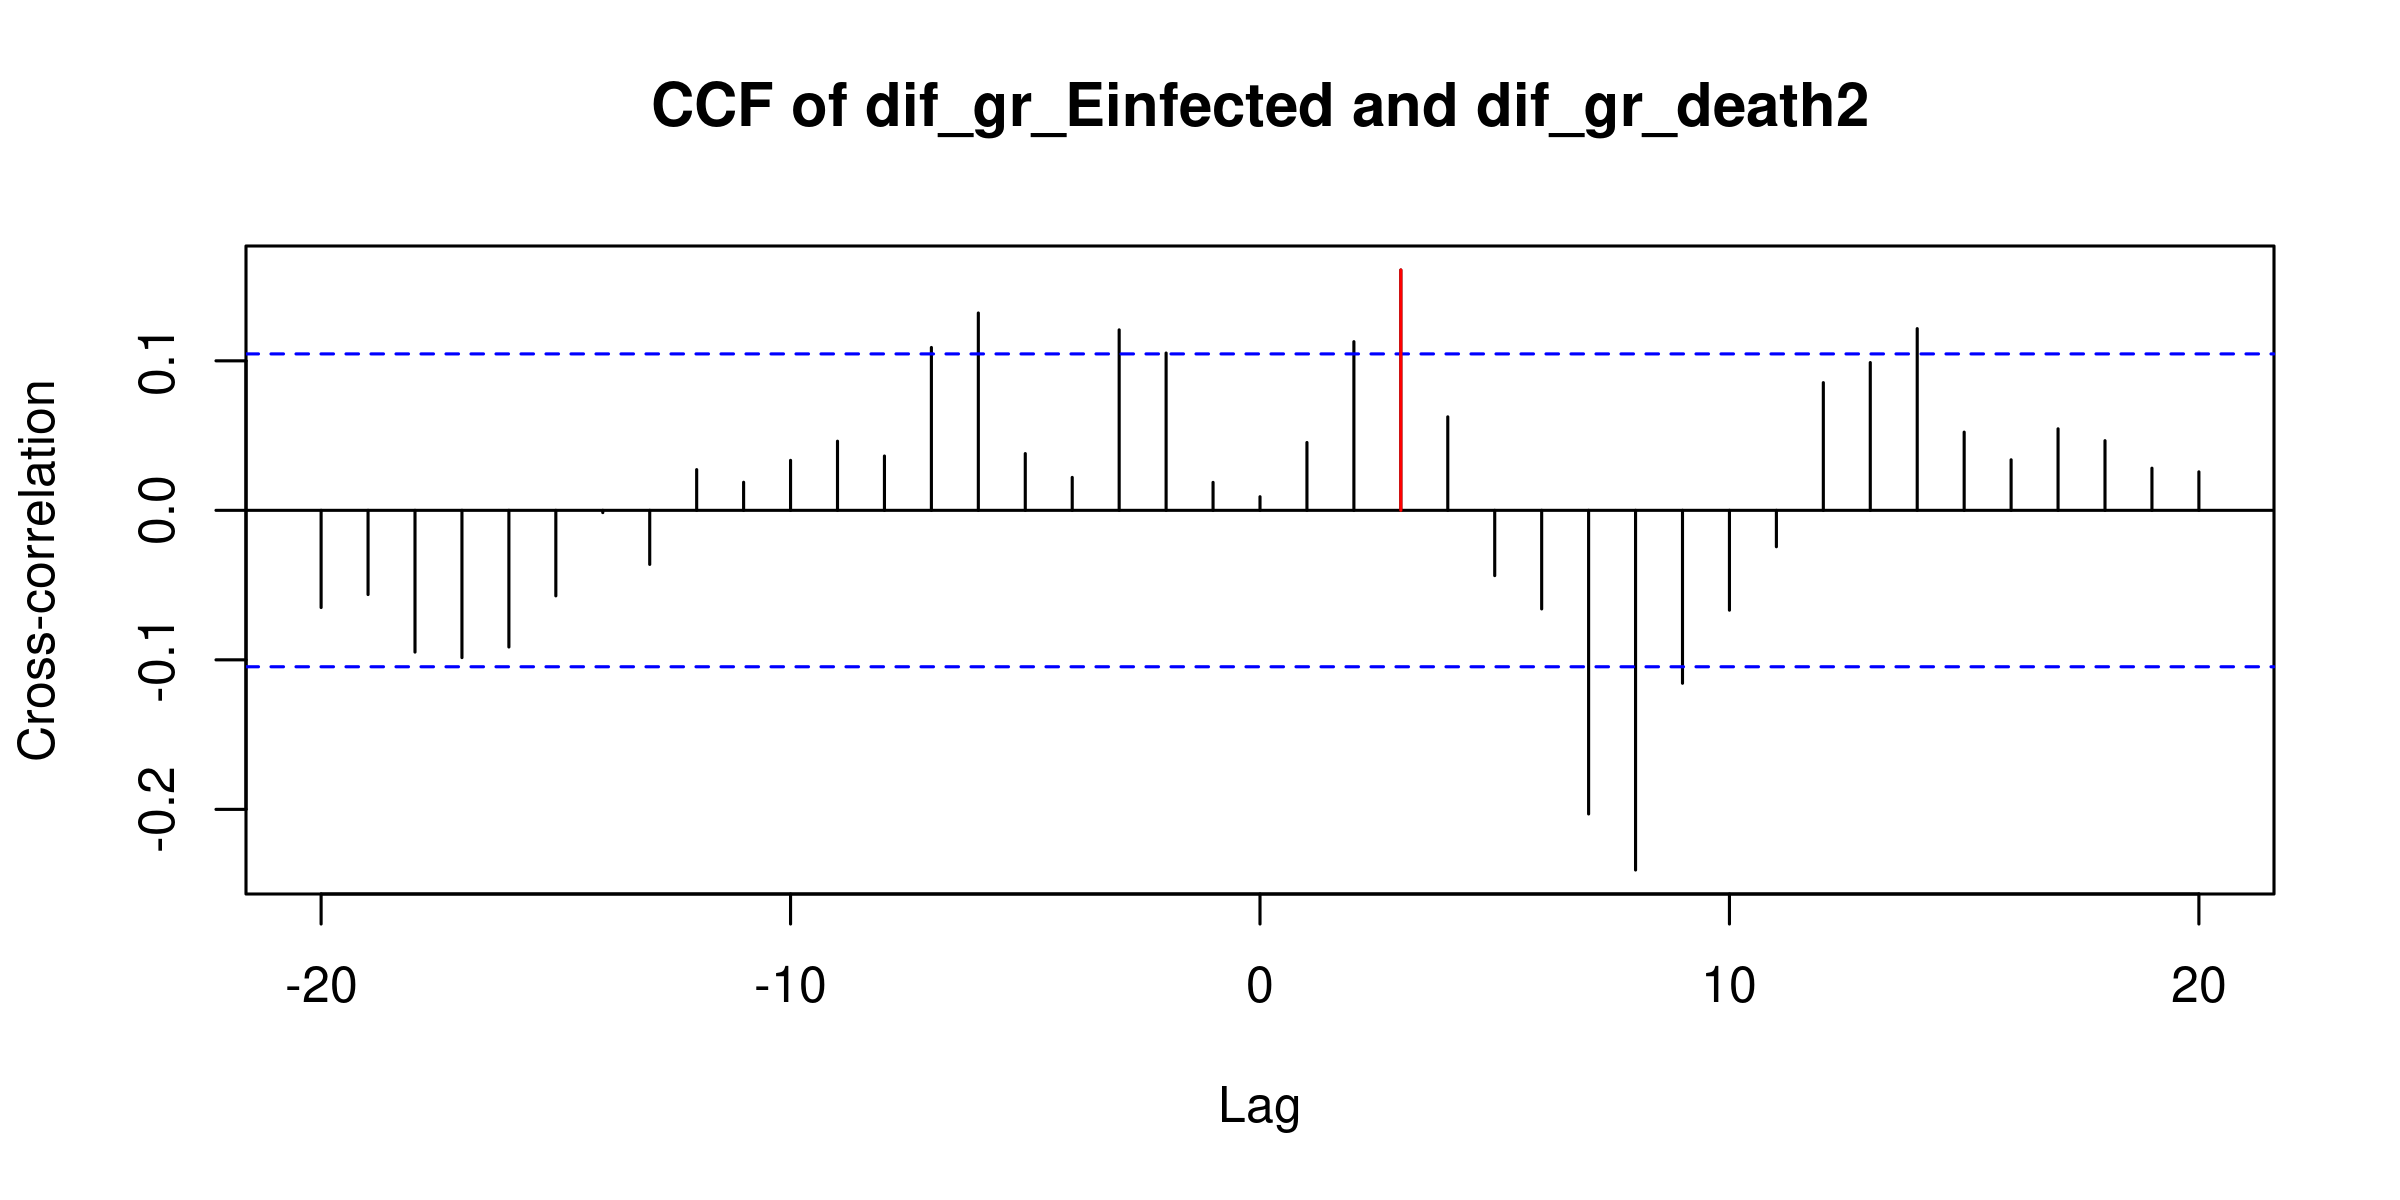 CCF of dif_gr_Einfected and dif_gr_death2
Cross-correlation
0.1
0.0
-0.1
-0.2
-20 -10 0 10 20
Lag